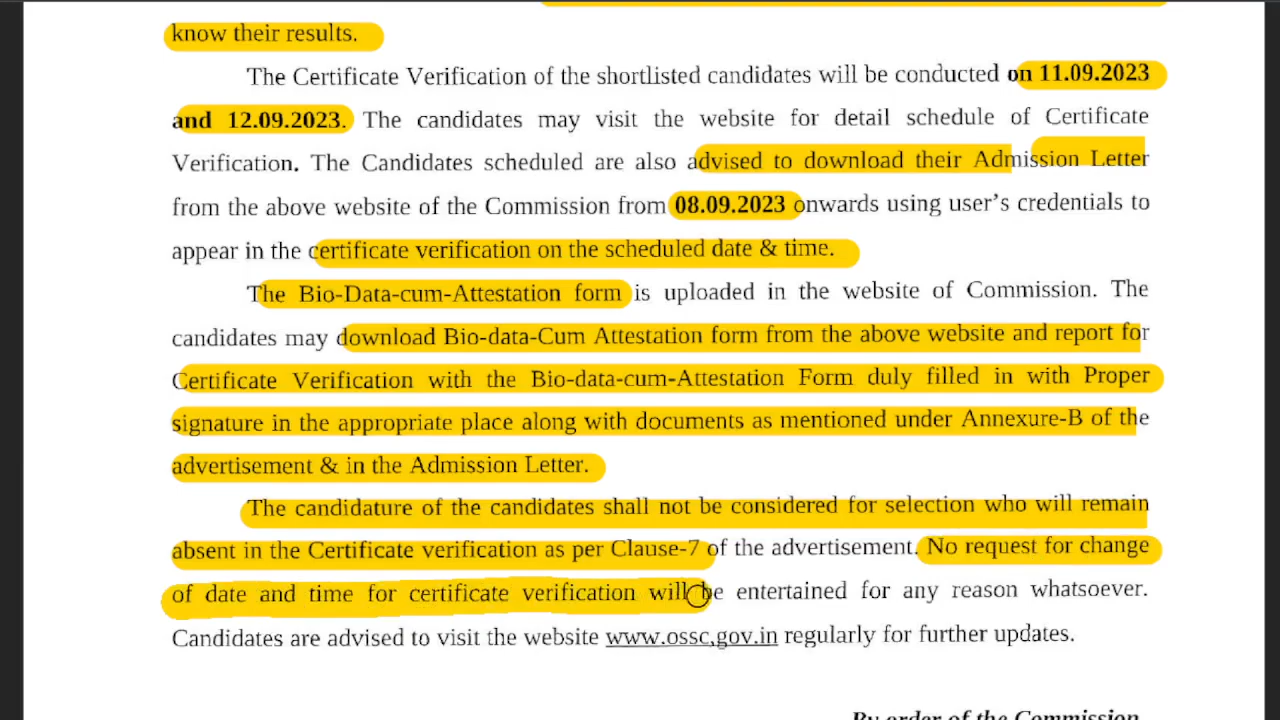 know their results.
The Certificate Verification of the shortlisted candidates will be conducted on 11.09.2023
and 12.09.2023. The candidates may visit the website for detail schedule of Certificate
Verification. The Candidates scheduled are also advised to download their Admission Letter
from the above website of the Commission from 08.09.2023 onwards using user’s credentials to
appear in the certificate verification on the scheduled date & time.
The Bio-Data-cum-Attestation form is uploaded in the website of Commission. The
candidates may download Bio-data-Cum Attestation form from the above website and report for
Certificate Verification with the Bio-data-cum-Attestation Form duly filled in with Proper
signature in the appropriate place along with documents as mentioned under Annexure-B of the
advertisement & in the Admission Letter.
The candidature of the candidates shall not be considered for selection who will remain
absent in the Certificate verification as per Clause-7 of the advertisement. No request for change
of date and time for certificate verification will be entertained for any reason whatsoever.
Candidates are advised to visit the website www.ossc.gov.in regularly for further updates.
By order of the Commission